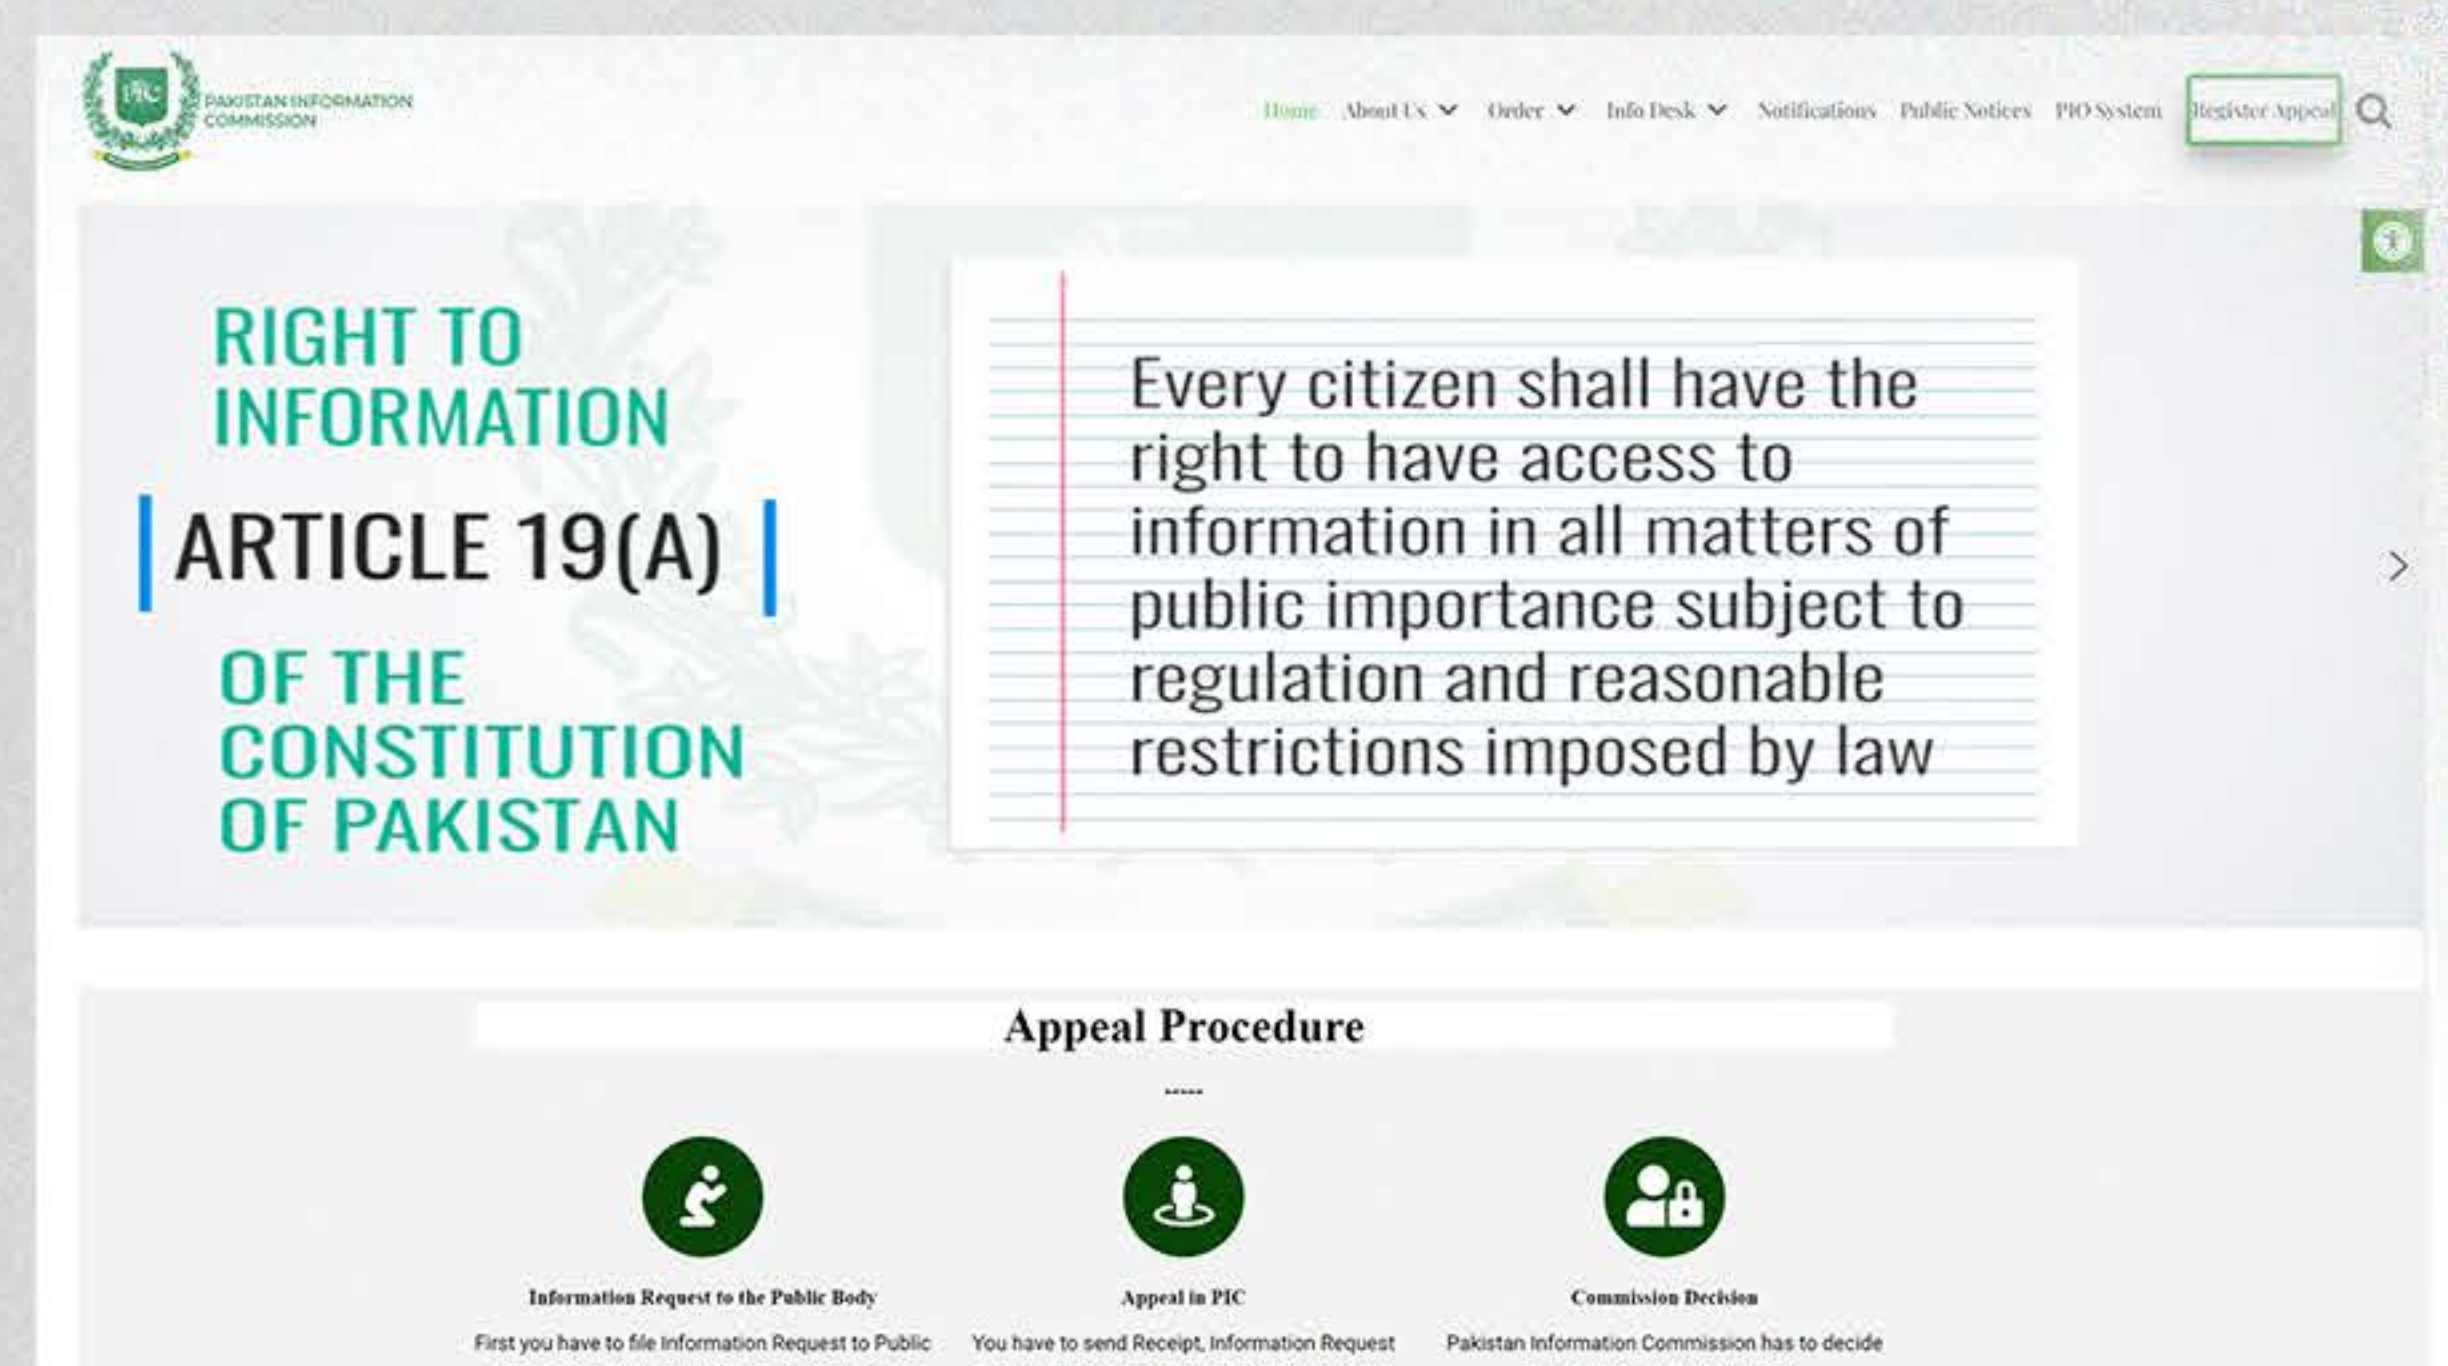 PIC
PAKISTAN INFORMATION
COMMISSION
Home About Us Order Info Desk Notifications Public Notices PIO System Register Appeal
RIGHT TO
INFORMATION
ARTICLE 19(A)
OF THE
CONSTITUTION
OF PAKISTAN
Every citizen shall have the
right to have access to
information in all matters of
public importance subject to
regulation and reasonable
restrictions imposed by law
Appeal Procedure
-----
Information Request to the Public Body
First you have to file Information Request to Public
Appeal in PIC
You have to send Receipt, Information Request
Commission Decision
Pakistan Information Commission has to decide